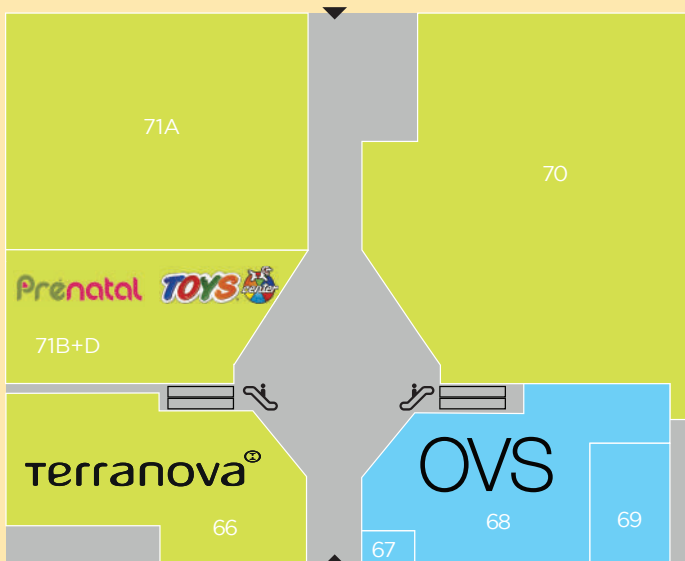 71A
70
Prénatal TOYS center
71B+D
Terranova
OVS
66
68
69
67